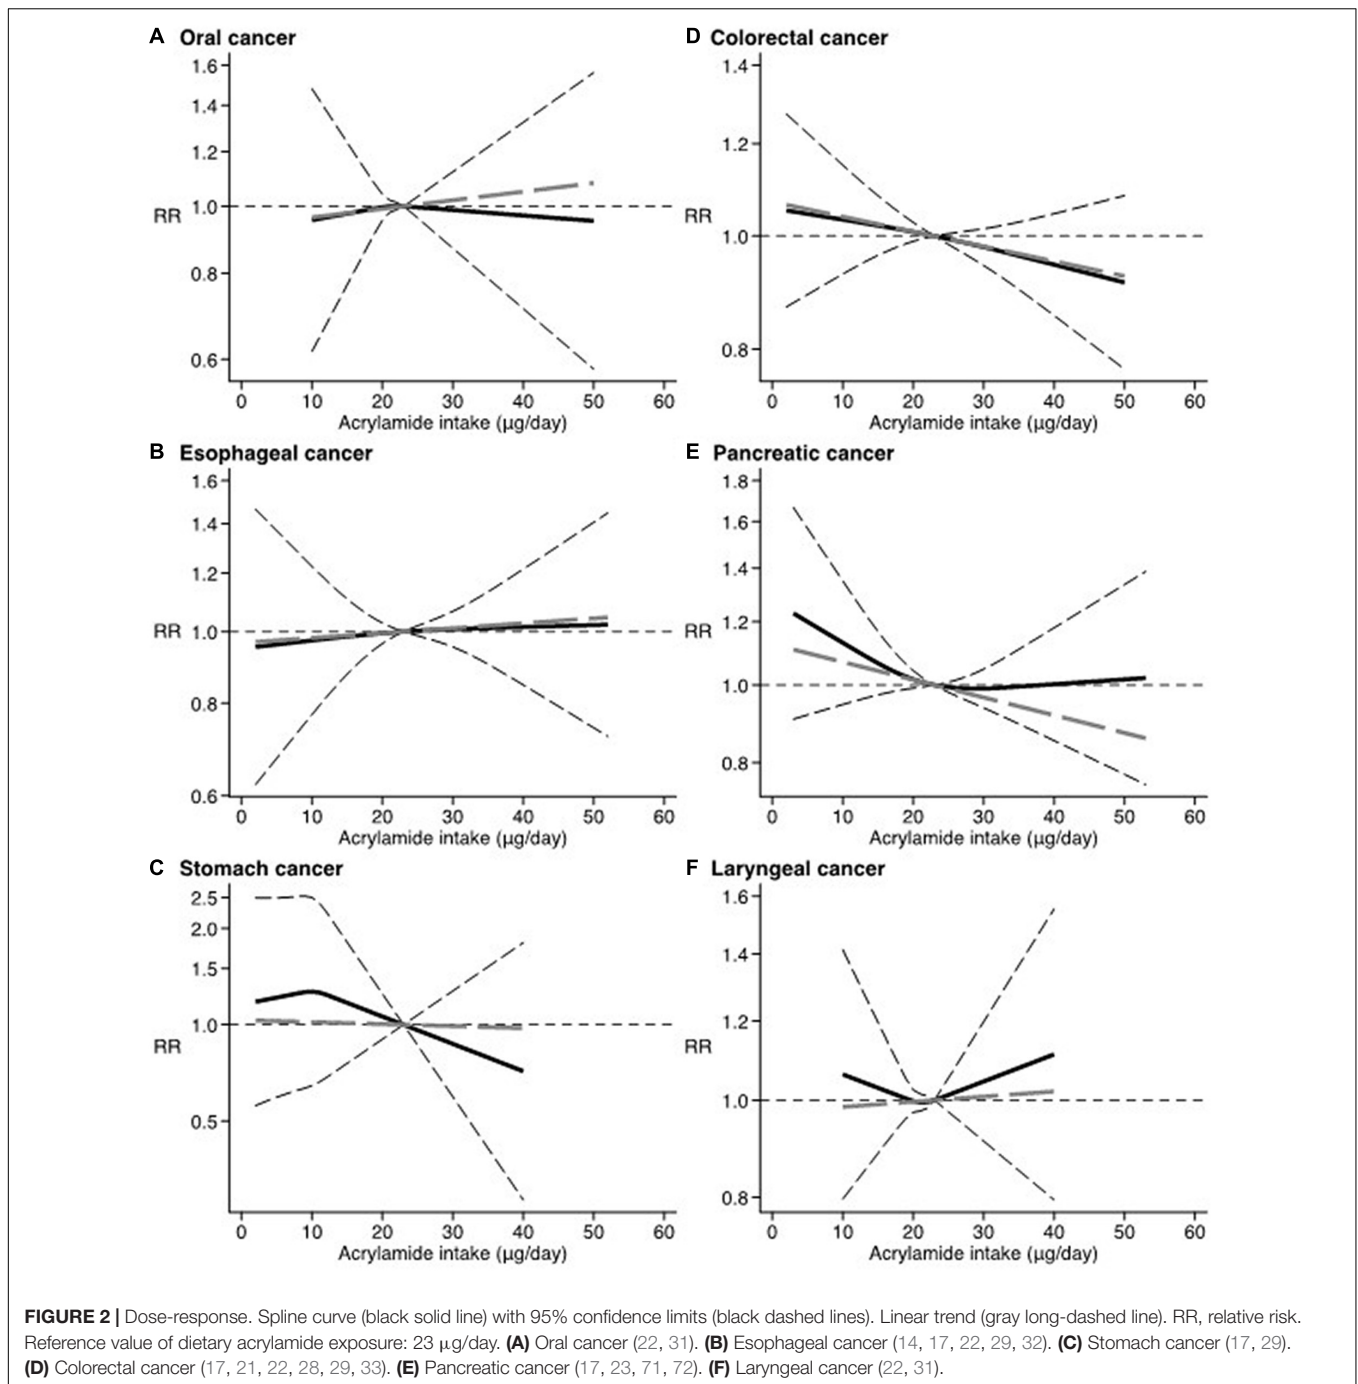 A Oral cancer
1.6
1.4
1.2
1.0
0.8
0.6
RR
0 10 20 30 40 50 60
Acrylamide intake (µg/day)
D Colorectal cancer
1.4
1.2
1.0
0.8
RR
0 10 20 30 40 50 60
Acrylamide intake (µg/day)
B Esophageal cancer
1.6
1.4
1.2
1.0
0.8
0.6
RR
0 10 20 30 40 50 60
Acrylamide intake (µg/day)
E Pancreatic cancer
1.8
1.6
1.4
1.2
1.0
0.8
RR
0 10 20 30 40 50 60
Acrylamide intake (µg/day)
C Stomach cancer
2.5
2.0
1.5
1.0
0.5
RR
0 10 20 30 40 50 60
Acrylamide intake (µg/day)
F Laryngeal cancer
1.6
1.4
1.2
1.0
0.8
RR
0 10 20 30 40 50 60
Acrylamide intake (µg/day)
FIGURE 2 | Dose-response. Spline curve (black solid line) with 95% confidence limits (black dashed lines). Linear trend (gray long-dashed line). RR, relative risk.
Reference value of dietary acrylamide exposure: 23 µg/day. (A) Oral cancer (22, 31). (B) Esophageal cancer (14, 17, 22, 29, 32). (C) Stomach cancer (17, 29).
(D) Colorectal cancer (17, 21, 22, 28, 29, 33). (E) Pancreatic cancer (17, 23, 71, 72). (F) Laryngeal cancer (22, 31).